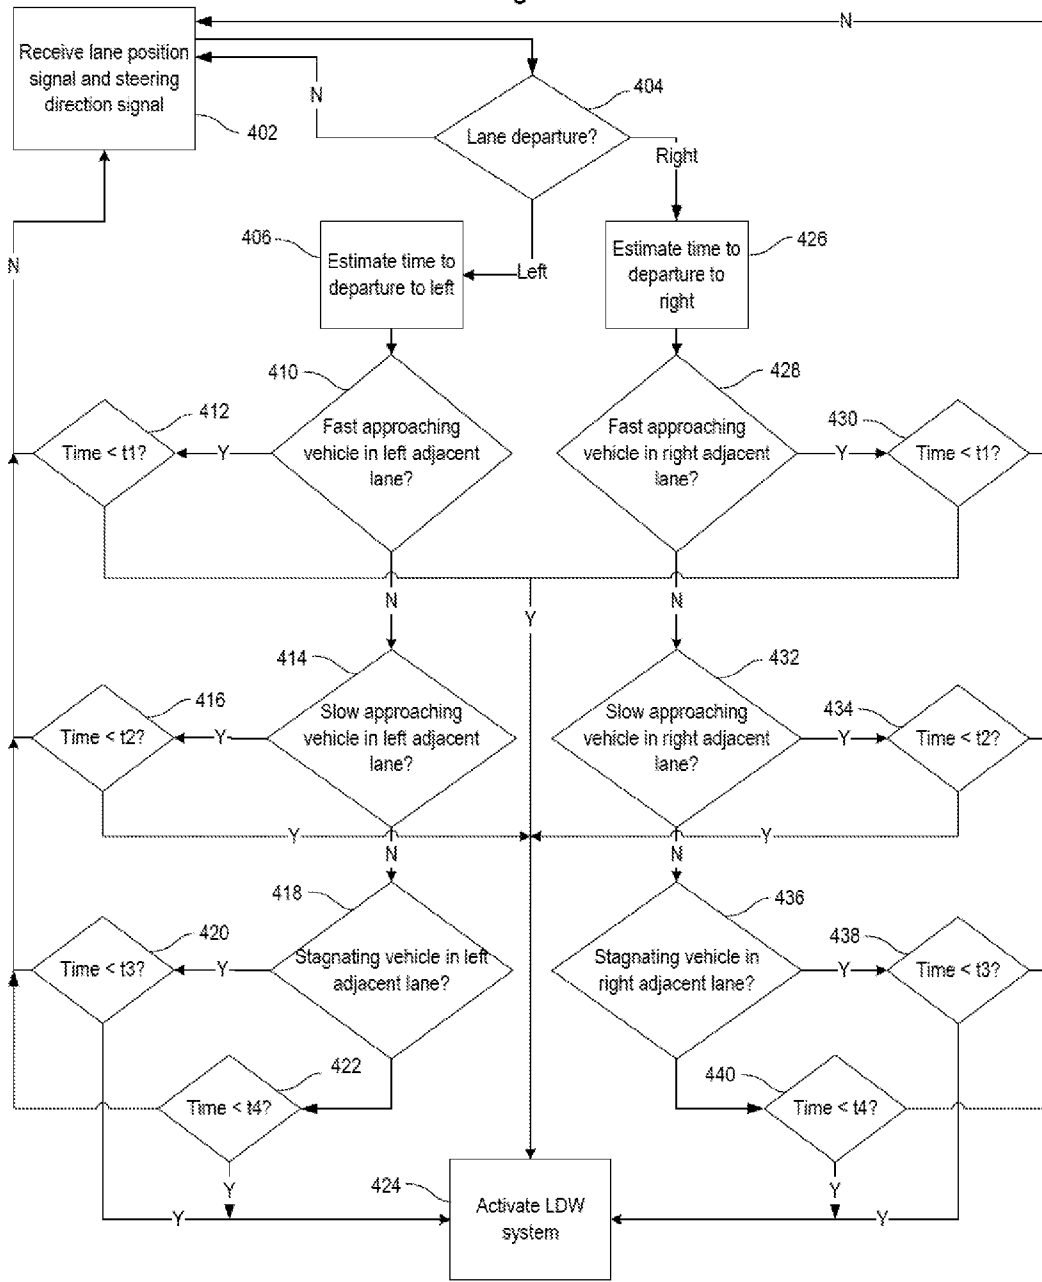 N
Receive lane position
signal and steering
direction signal
402
N
404
Lane departure?
Right
406
Estimate time to
departure to left
Left
Estimate time to
departure to
right
426
N
410
Fast approaching
vehicle in left adjacent
lane?
412
Time < t1?
Y
428
Fast approaching
vehicle in right adjacent
lane?
Y
430
Time < t1?
N
Y
N
414
Slow approaching
vehicle in left adjacent
lane?
416
Time < t2?
Y
432
Slow approaching
vehicle in right adjacent
lane?
Y
434
Time < t2?
Y
Y
N
N
418
Stagnating vehicle in left
adjacent lane?
420
Time < t3?
Y
436
Stagnating vehicle in
right adjacent lane?
Y
438
Time < t3?
422
Time < t4?
440
Time < t4?
Y
Y
424
Activate LDW
system
Y
Y